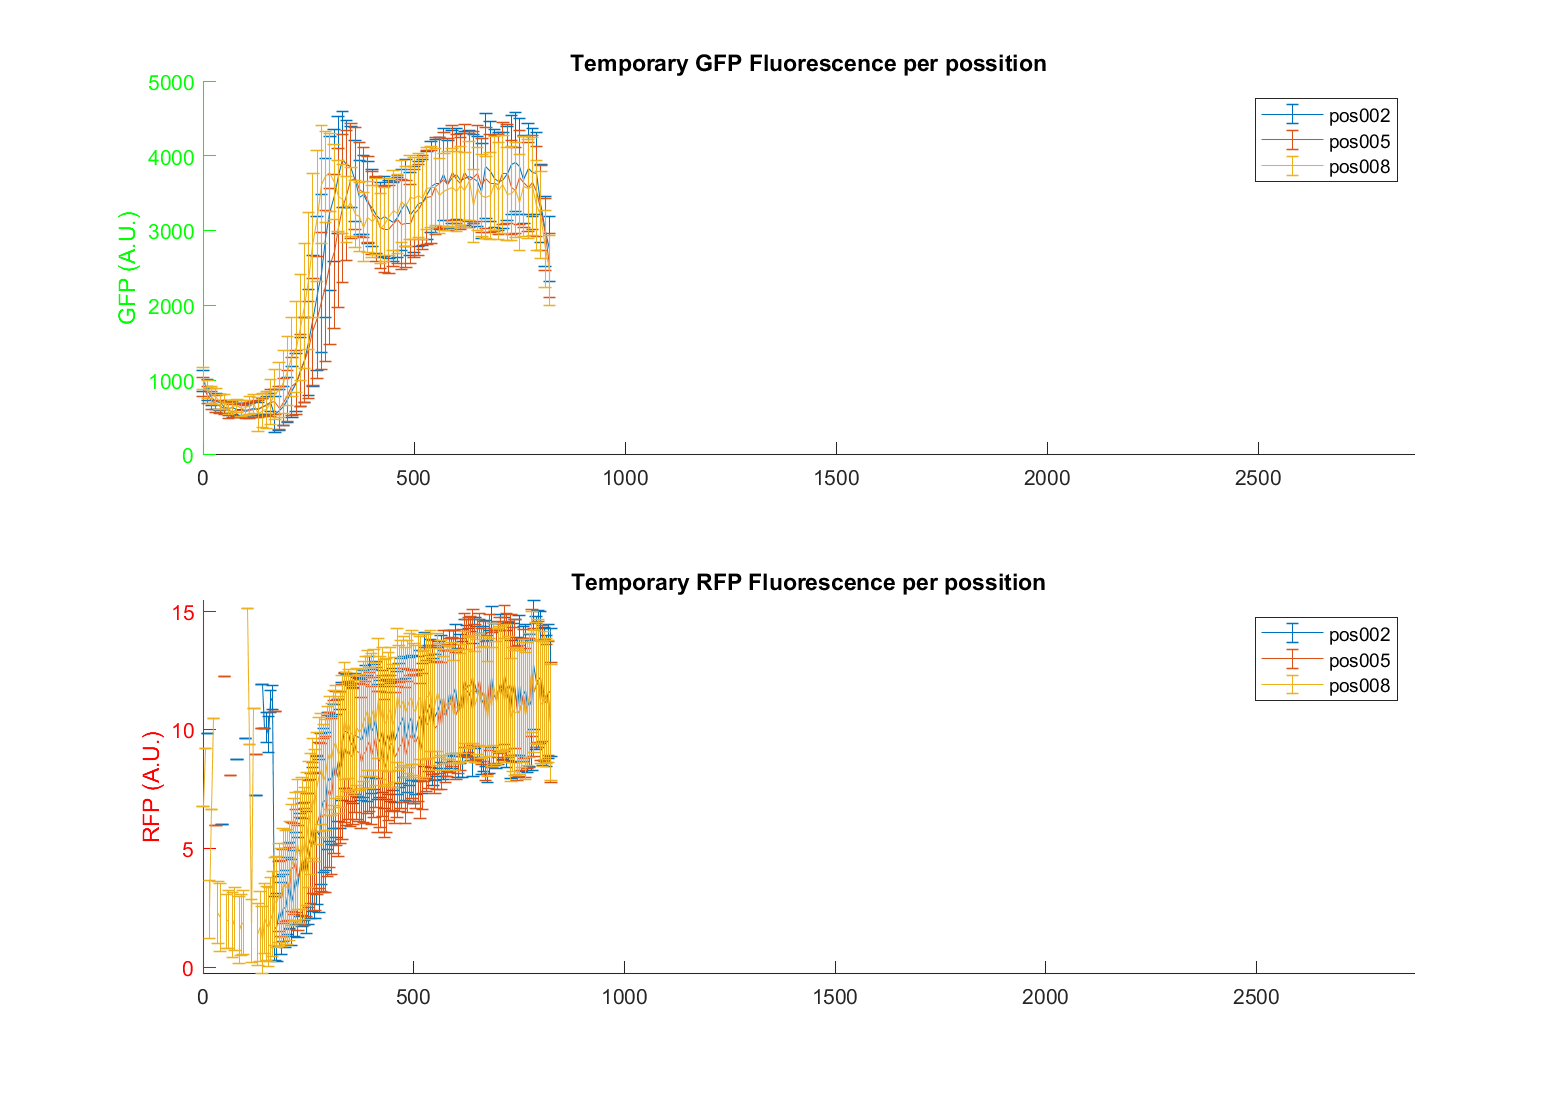 Temporary GFP Fluorescence per possition
5000
4000
3000
2000
1000
0
GFP (A.U.)
0 500 1000 1500 2000 2500
pos002
pos005
pos008
Temporary RFP Fluorescence per possition
15
10
5
0
RFP (A.U.)
0 500 1000 1500 2000 2500
pos002
pos005
pos008